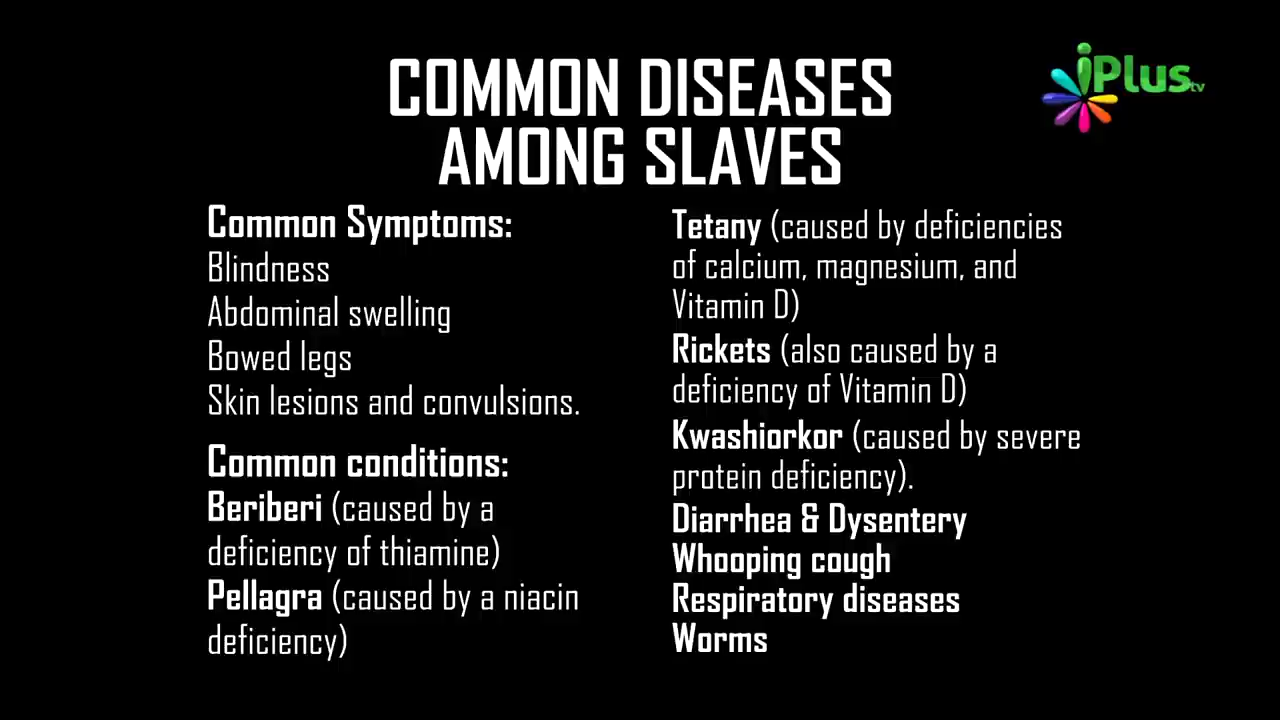 COMMON DISEASES
AMONG SLAVES
iPlus tv
Common Symptoms:
Blindness
Abdominal swelling
Bowed legs
Skin lesions and convulsions.
Common conditions:
Beriberi (caused by a
deficiency of thiamine)
Pellagra (caused by a niacin
deficiency)
Tetany (caused by deficiencies
of calcium, magnesium, and
Vitamin D)
Rickets (also caused by a
deficiency of Vitamin D)
Kwashiorkor (caused by severe
protein deficiency).
Diarrhea & Dysentery
Whooping cough
Respiratory diseases
Worms